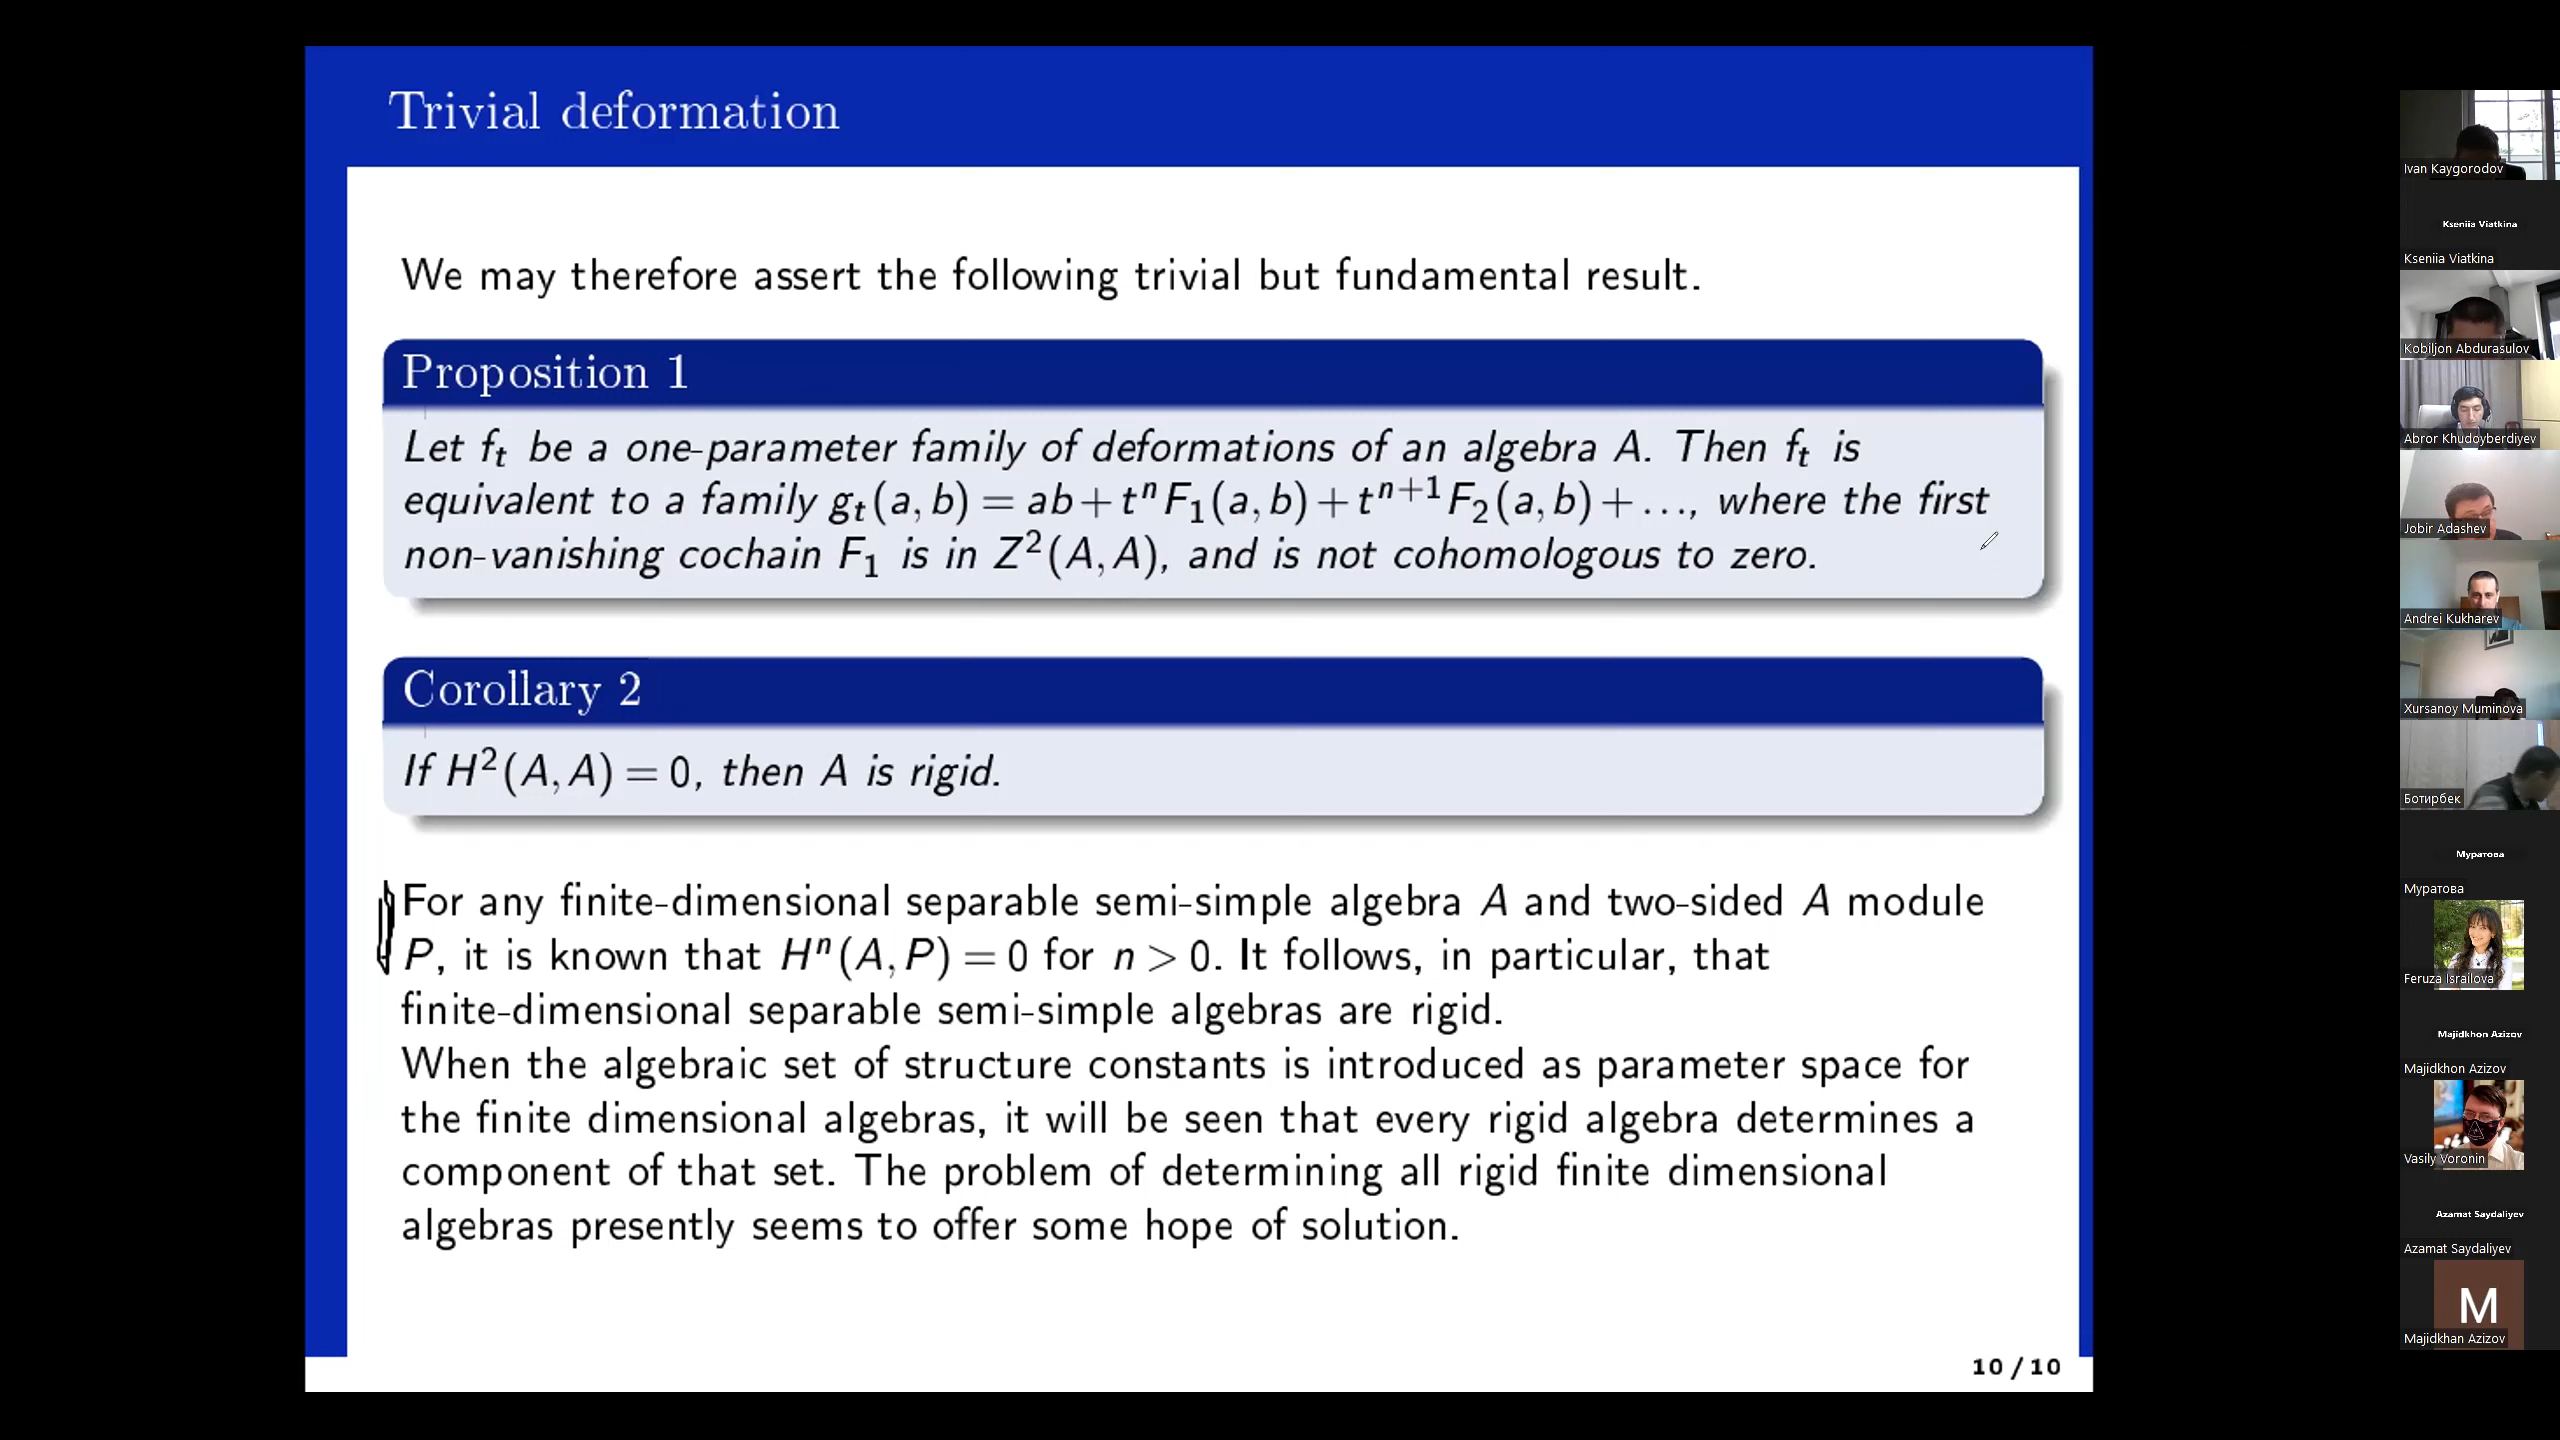 Trivial deformation
We may therefore assert the following trivial but fundamental result.
Proposition 1
Let f_t be a one-parameter family of deformations of an algebra A. Then f_t is
equivalent to a family g_t(a, b) = ab + t^n F_1(a, b) + t^{n+1} F_2(a, b) + ..., where the first
non-vanishing cochain F_1 is in Z^2(A, A), and is not cohomologous to zero.
Corollary 2
If H^2(A, A) = 0, then A is rigid.
For any finite-dimensional separable semi-simple algebra A and two-sided A module
P, it is known that H^n(A, P) = 0 for n > 0. It follows, in particular, that
finite-dimensional separable semi-simple algebras are rigid.
When the algebraic set of structure constants is introduced as parameter space for
the finite dimensional algebras, it will be seen that every rigid algebra determines a
component of that set. The problem of determining all rigid finite dimensional
algebras presently seems to offer some hope of solution.
10 / 10
Ivan Kaygorodov
Kseniia Viatkina
Kseniia Viatkina
Kobiljon Abdurasulov
Abror Khudoyberdiyev
Jobir Adashev
Andrei Kukharev
Xursanoy Muminova
Ботирбек
Муратова
Муратова
Feruza Israilova
Majidkhon Azizov
Majidkhon Azizov
Vasily Voronin
Azamat Saydaliyev
Azamat Saydaliyev
M
Majidkhan Azizov